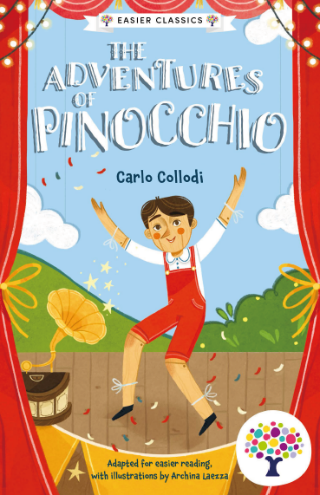 EASIER CLASSICS
THE
ADVENTURES
OF
PINOCCHIO
Carlo Collodi
Adapted for easier reading,
with illustrations by Archina Laezza